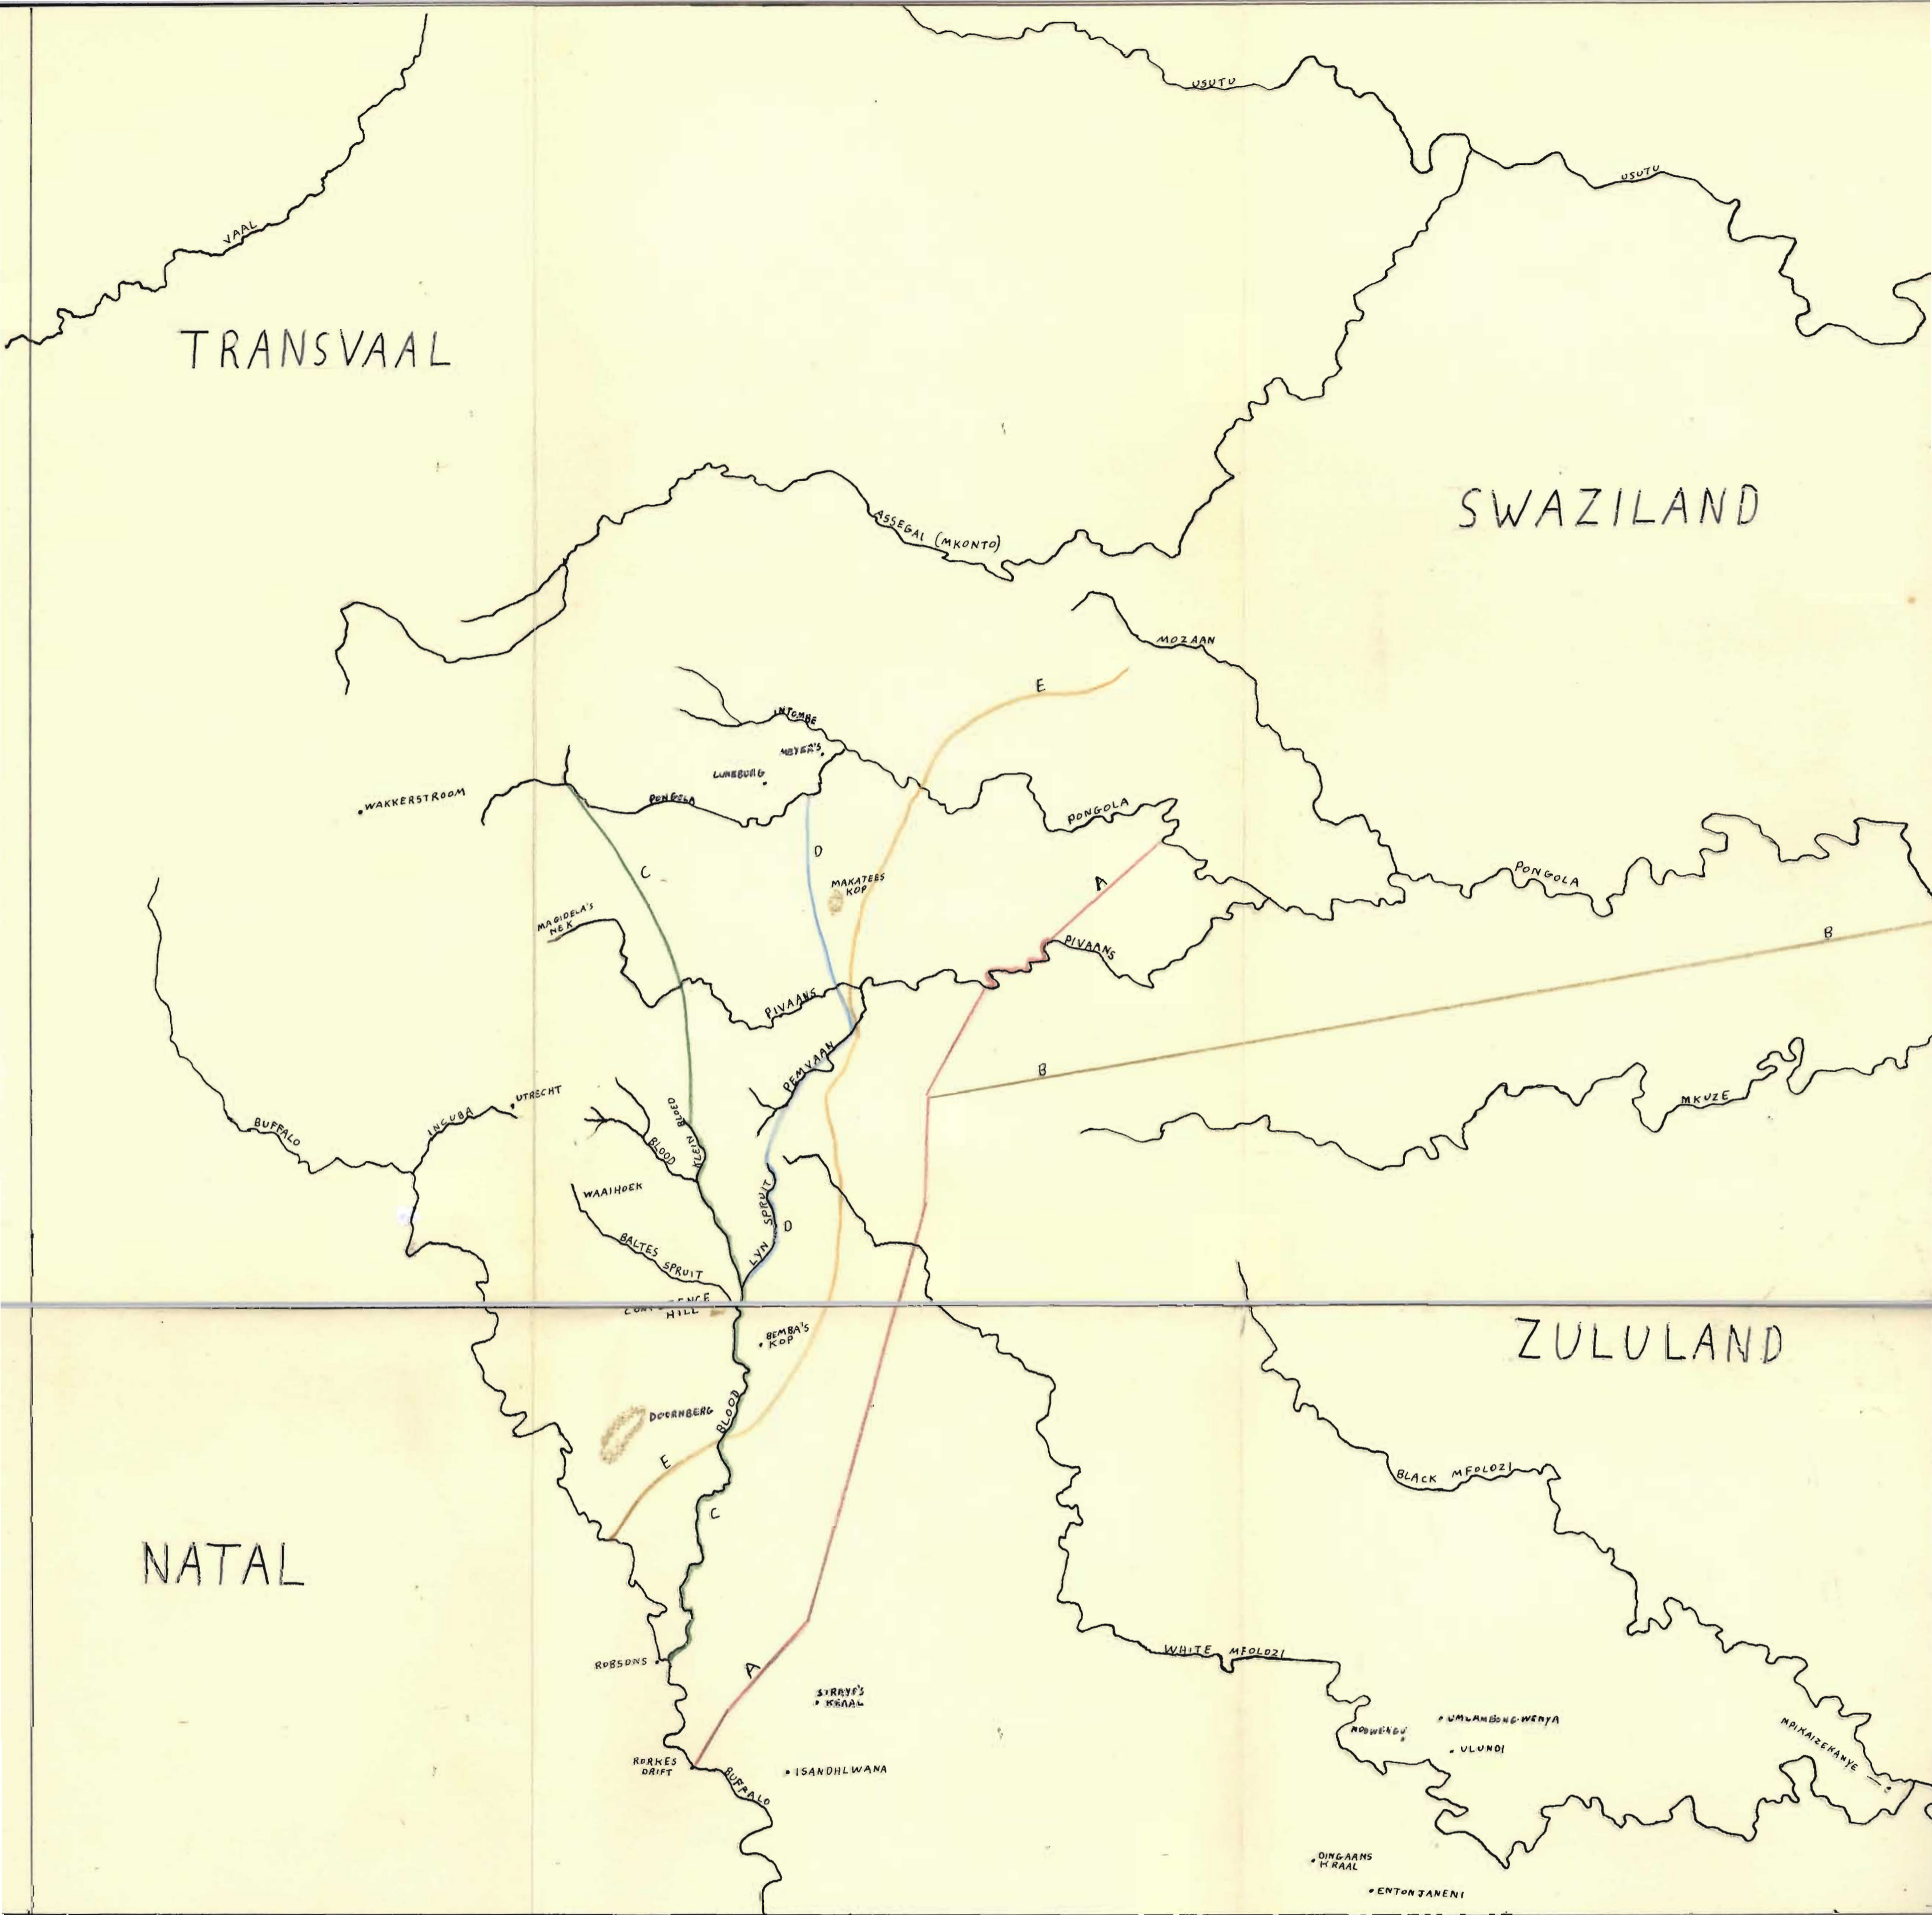 USUTU
USUTU
VAAL
TRANSVAAL
SWAZILAND
ASSEGAI (MKONTO)
MOZAAN
E
INTOMBE
MEYER'S
LUNEBURG
WAKKERSTROOM
PONGOLA
PONGOLA
D
C
MAKATEES
KOP
A
PONGOLA
MAGIDELA'S
NEK
PIVAANS
B
PIVAANS
PEMVAAN
B
UTRECHT
INCUBA
BUFFALO
MKUZE
KLEIN BLOED
BLOOD
WAAIHOEK
LYN SPRUIT
D
BALTES SPRUIT
HILL
BEMBA'S
KOP
ZULULAND
BLOOD
DOORNBERG
E
BLACK MFOLOZI
C
NATAL
WHITE MFOLOZI
ROBSONS
A
KRAAL
UMLAMBONGWENYA
NODWENGU
ULUNDI
RORKES
DRIFT
ISANDHLWANA
BUFFALO
MPIKAIZEKANYE
DINGAANS
KRAAL
ENTONJANENI